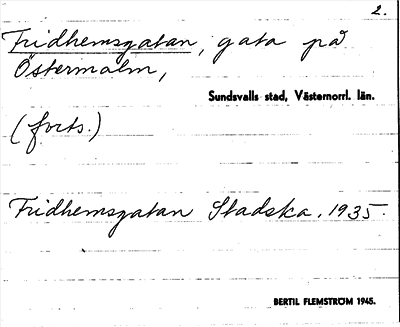 2.
Fridhemsgatan, gata på
Östermalm,
Sundsvalls stad, Västernorrl. län.
(forts.)
Fridhemsgatan Stadska. 1935.
BERTIL FLEMSTRÖM 1945.